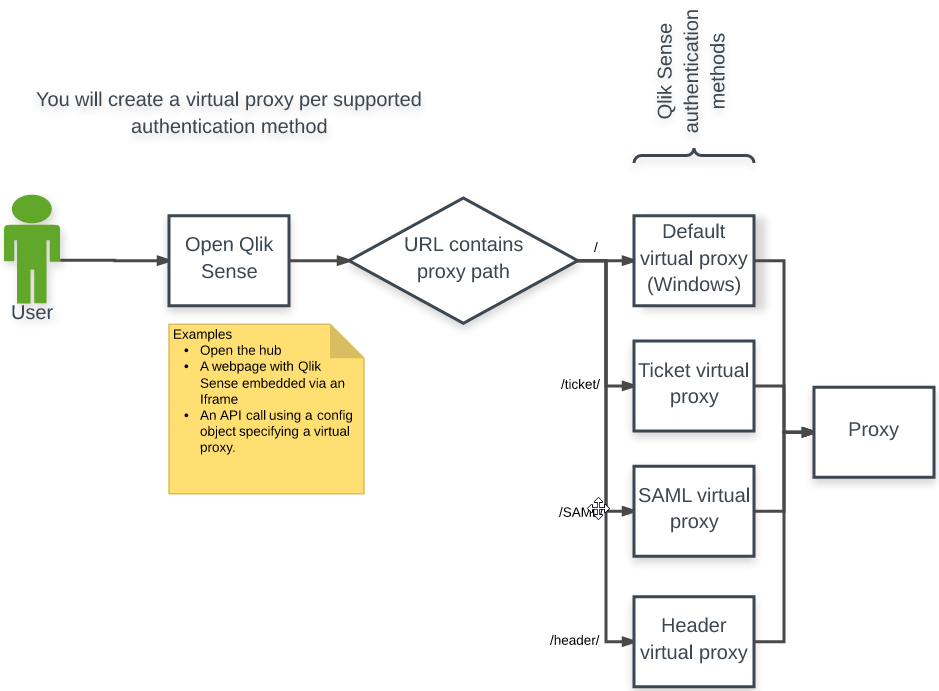 Qlik Sense
authentication
methods
You will create a virtual proxy per supported
authentication method
User
Open Qlik
Sense
URL contains
proxy path
/
/ticket/
/SAML
/header/
Default
virtual proxy
(Windows)
Ticket virtual
proxy
SAML virtual
proxy
Header
virtual proxy
Proxy
Examples
• Open the hub
• A webpage with Qlik
Sense embedded via an
Iframe
• An API call using a config
object specifying a virtual
proxy.